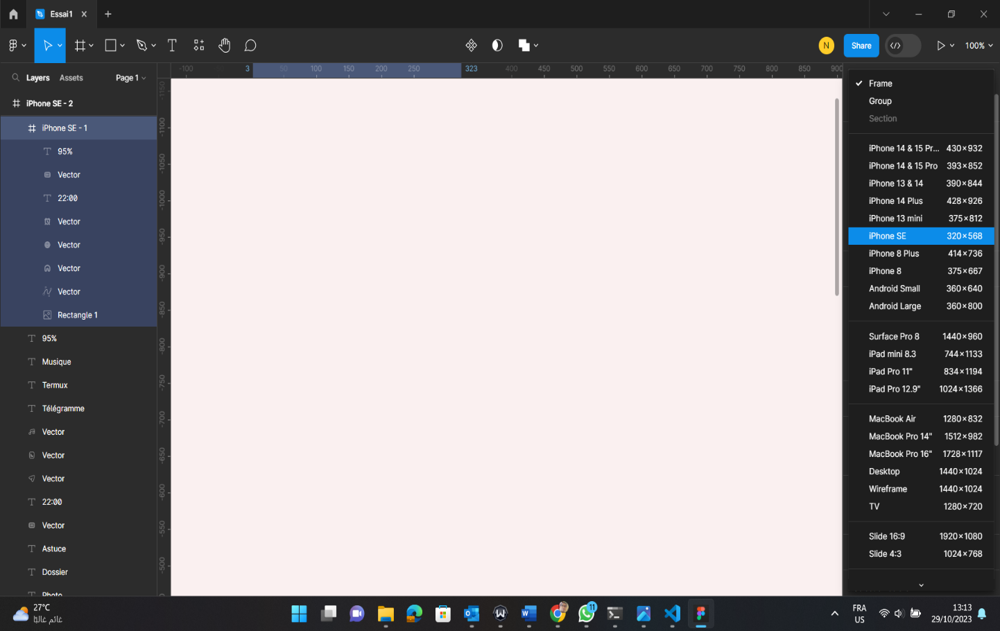 Essai1
N
Share
100%
Layers
Assets
Page 1
-100
3
50
100
150
200
250
323
400
450
500
550
600
650
700
750
800
850
900
iPhone SE - 2
iPhone SE - 1
95%
Vector
22:00
Vector
Vector
Vector
Vector
Rectangle 1
95%
Musique
Termux
Télégramme
Vector
Vector
Vector
22:00
Vector
Astuce
Dossier
Photo
-1150
-1100
-1050
-1000
-950
-900
-850
-800
-750
-700
-650
-600
-550
-500
Frame
Group
Section
iPhone 14 & 15 Pr... 430×932
iPhone 14 & 15 Pro 393×852
iPhone 13 & 14 390×844
iPhone 14 Plus 428×926
iPhone 13 mini 375×812
iPhone SE 320×568
iPhone 8 Plus 414×736
iPhone 8 375×667
Android Small 360×640
Android Large 360×800
Surface Pro 8 1440×960
iPad mini 8.3 744×1133
iPad Pro 11" 834×1194
iPad Pro 12.9" 1024×1366
MacBook Air 1280×832
MacBook Pro 14" 1512×982
MacBook Pro 16" 1728×1117
Desktop 1440×1024
Wireframe 1440×1024
TV 1280×720
Slide 16:9 1920×1080
Slide 4:3 1024×768
27°C
غائم غالبًا
11
FRA
US
13:13
29/10/2023